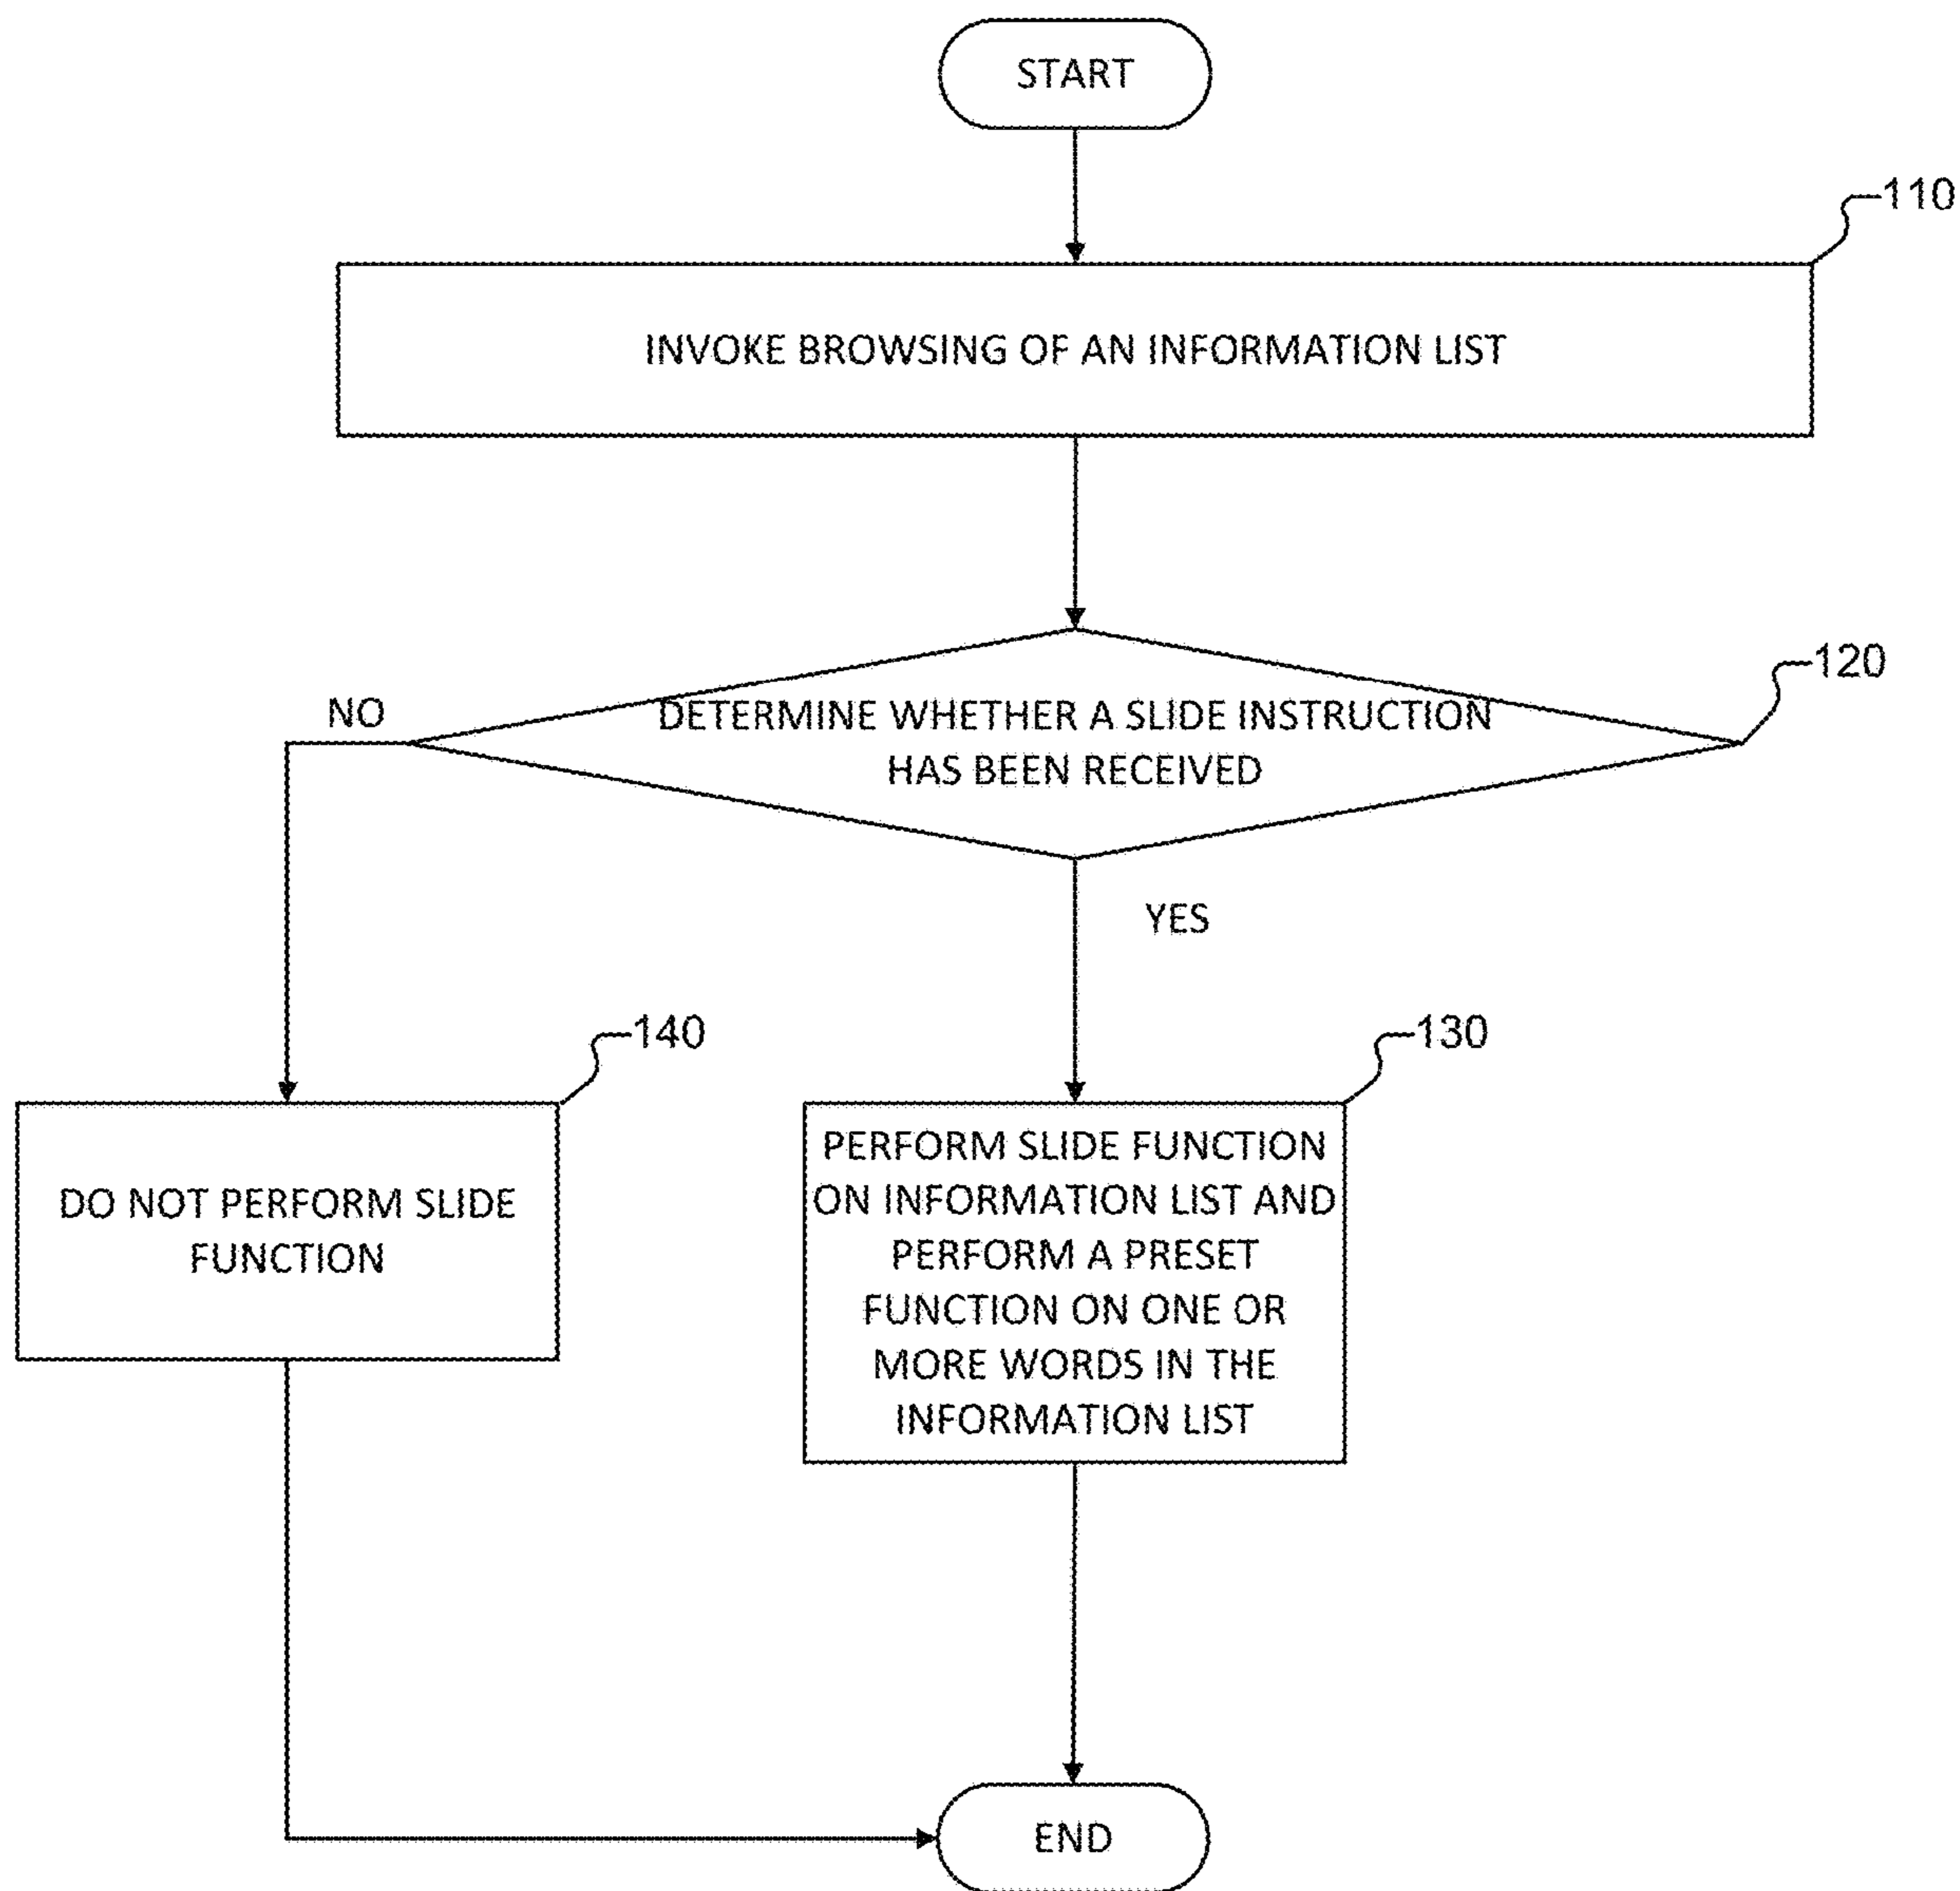 START
110
INVOKE BROWSING OF AN INFORMATION LIST
120
NO
DETERMINE WHETHER A SLIDE INSTRUCTION
HAS BEEN RECEIVED
YES
140
130
DO NOT PERFORM SLIDE
FUNCTION
PERFORM SLIDE FUNCTION
ON INFORMATION LIST AND
PERFORM A PRESET
FUNCTION ON ONE OR
MORE WORDS IN THE
INFORMATION LIST
END